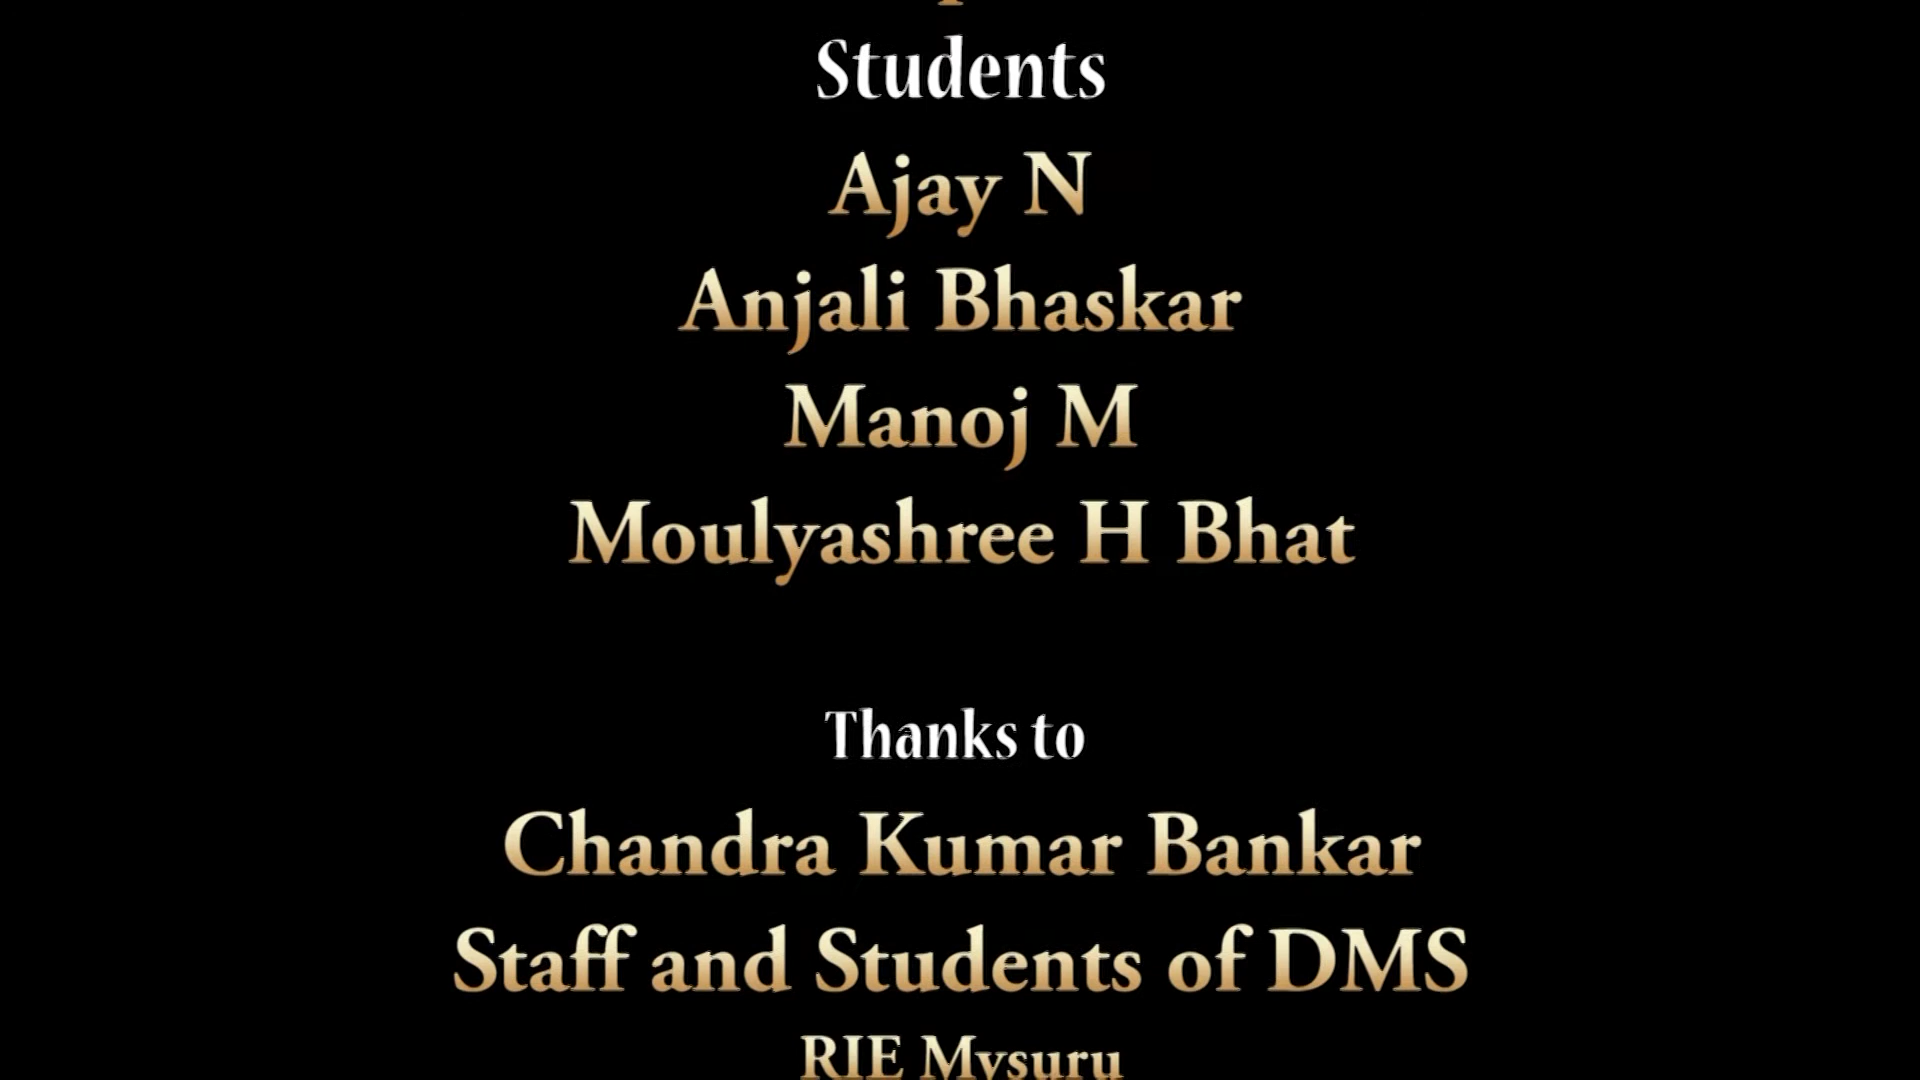 Students
Ajay N
Anjali Bhaskar
Manoj M
Moulyashree H Bhat
Thanks to
Chandra Kumar Bankar
Staff and Students of DMS
RIE Mysuru